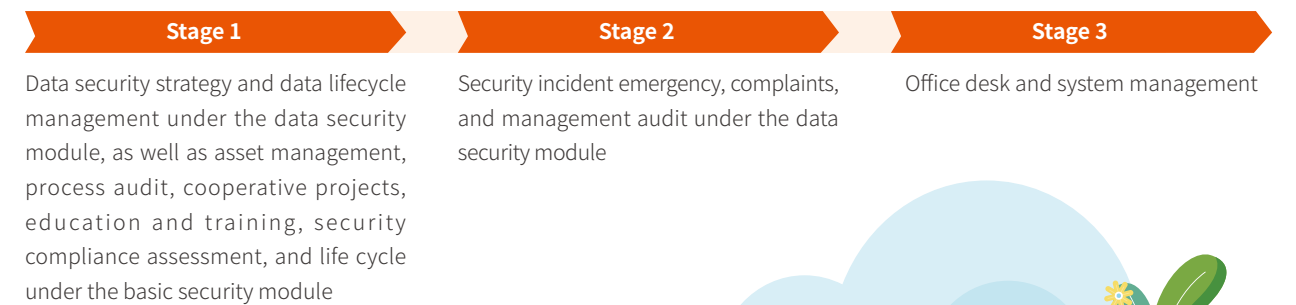 Stage 1
Data security strategy and data lifecycle
management under the data security
module, as well as asset management,
process audit, cooperative projects,
education and training, security
compliance assessment, and life cycle
under the basic security module
Stage 2
Security incident emergency, complaints,
and management audit under the data
security module
Stage 3
Office desk and system management